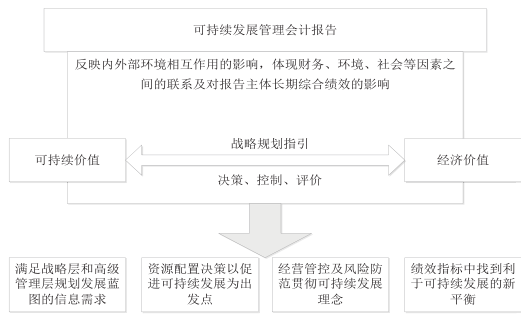 可持续发展管理会计报告
反映内外部环境相互作用的影响，体现财务、环境、社会等因素之
间的联系及对报告主体长期综合绩效的影响
战略规划指引
可持续价值
经济价值
决策、控制、评价
满足战略层和高级
管理层规划发展蓝
图的信息需求
资源配置决策以促
进可持续发展为出
发点
经营管控及风险防
范贯彻可持续发展
理念
绩效指标中找到利
于可持续发展的新
平衡